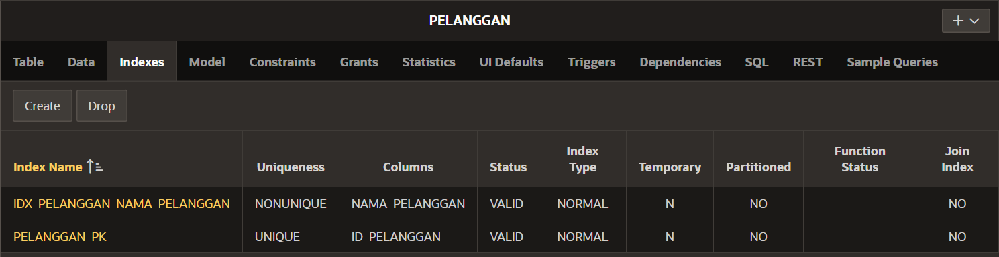 PELANGGAN
Table Data Indexes Model Constraints Grants Statistics UI Defaults Triggers Dependencies SQL REST Sample Queries
Create Drop
Index Name Uniqueness Columns Status Index Type Temporary Partitioned Function Status Join Index
IDX_PELANGGAN_NAMA_PELANGGAN NONUNIQUE NAMA_PELANGGAN VALID NORMAL N NO - NO
PELANGGAN_PK UNIQUE ID_PELANGGAN VALID NORMAL N NO - NO